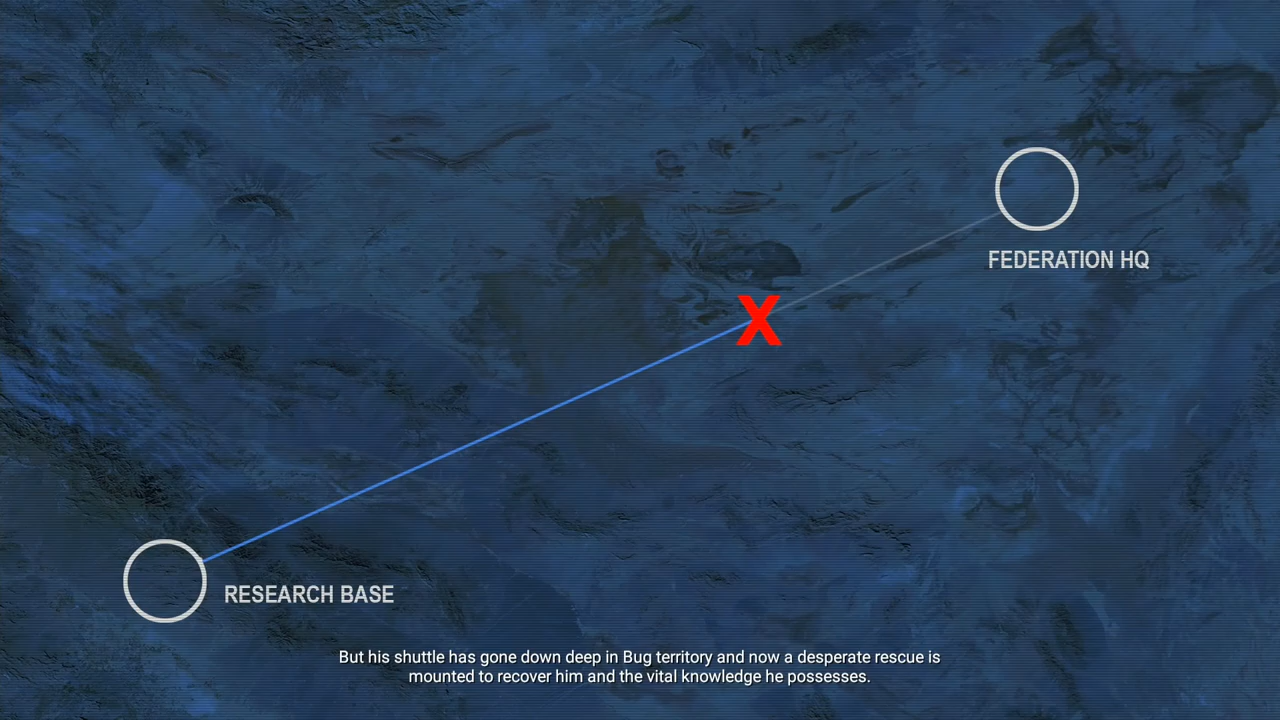 X
FEDERATION HQ
RESEARCH BASE
But his shuttle has gone down deep in Bug territory and now a desperate rescue is
mounted to recover him and the vital knowledge he possesses.